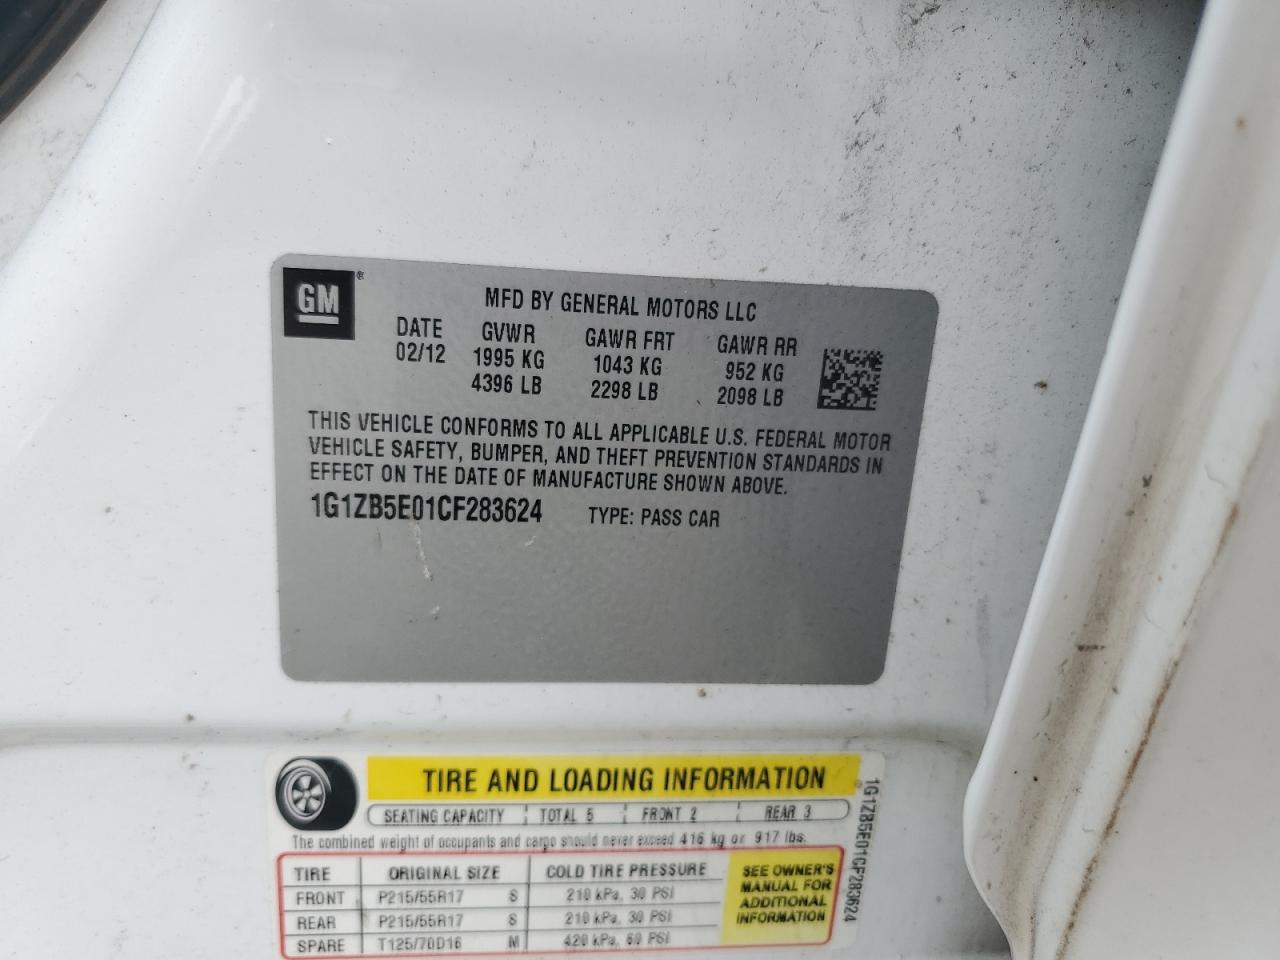 GM ®
MFD BY GENERAL MOTORS LLC
DATE GVWR GAWR FRT GAWR RR
02/12 1995 KG 1043 KG 952 KG
4396 LB 2298 LB 2098 LB
THIS VEHICLE CONFORMS TO ALL APPLICABLE U.S. FEDERAL MOTOR
VEHICLE SAFETY, BUMPER, AND THEFT PREVENTION STANDARDS IN
EFFECT ON THE DATE OF MANUFACTURE SHOWN ABOVE.
1G1ZB5E01CF283624 TYPE: PASS CAR
TIRE AND LOADING INFORMATION
SEATING CAPACITY TOTAL 5 FRONT 2 REAR 3
The combined weight of occupants and cargo should never exceed 416 kg or 917 lbs.
TIRE ORIGINAL SIZE COLD TIRE PRESSURE
FRONT P215/55R17 S 210 kPa, 30 PSI
REAR P215/55R17 S 210 kPa, 30 PSI
SPARE T125/70D16 M 420 kPa, 60 PSI
SEE OWNER'S
MANUAL FOR
ADDITIONAL
INFORMATION
1G1ZB5E01CF283624